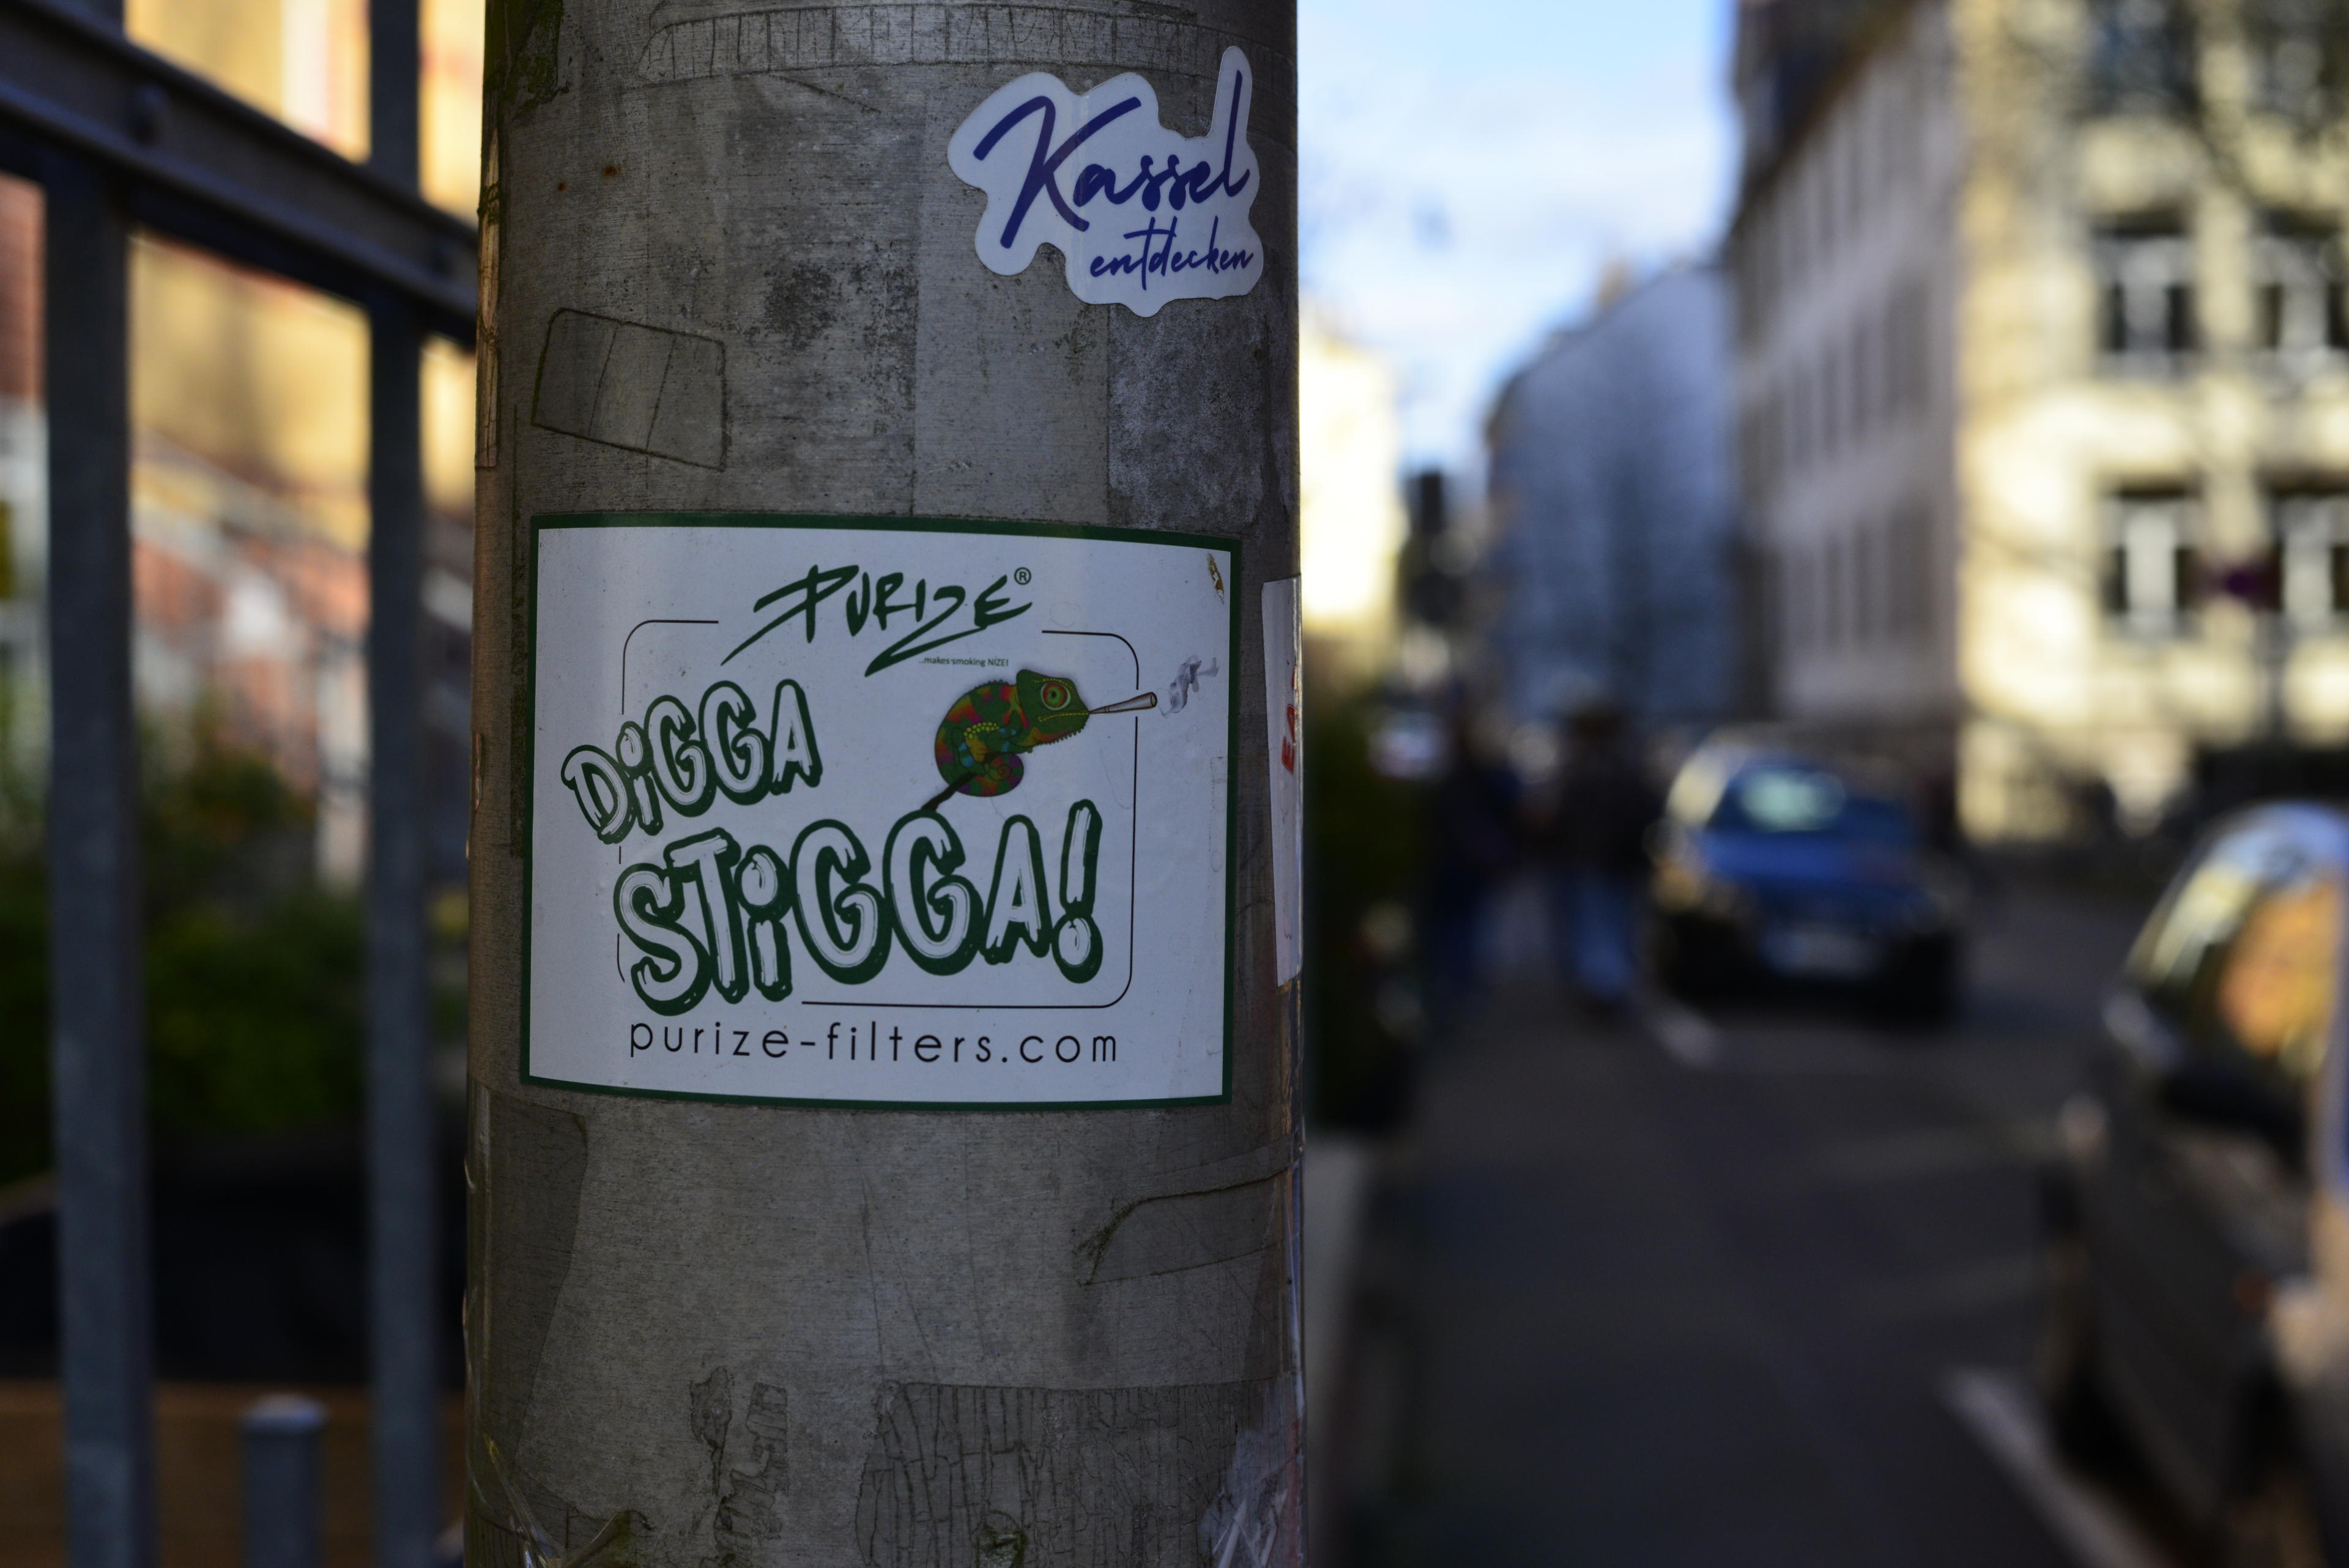 Kassel
entdecken
PURIZE®
...makes smoking NIZE!
DiGGA
STiGGA!
purize-filters.com